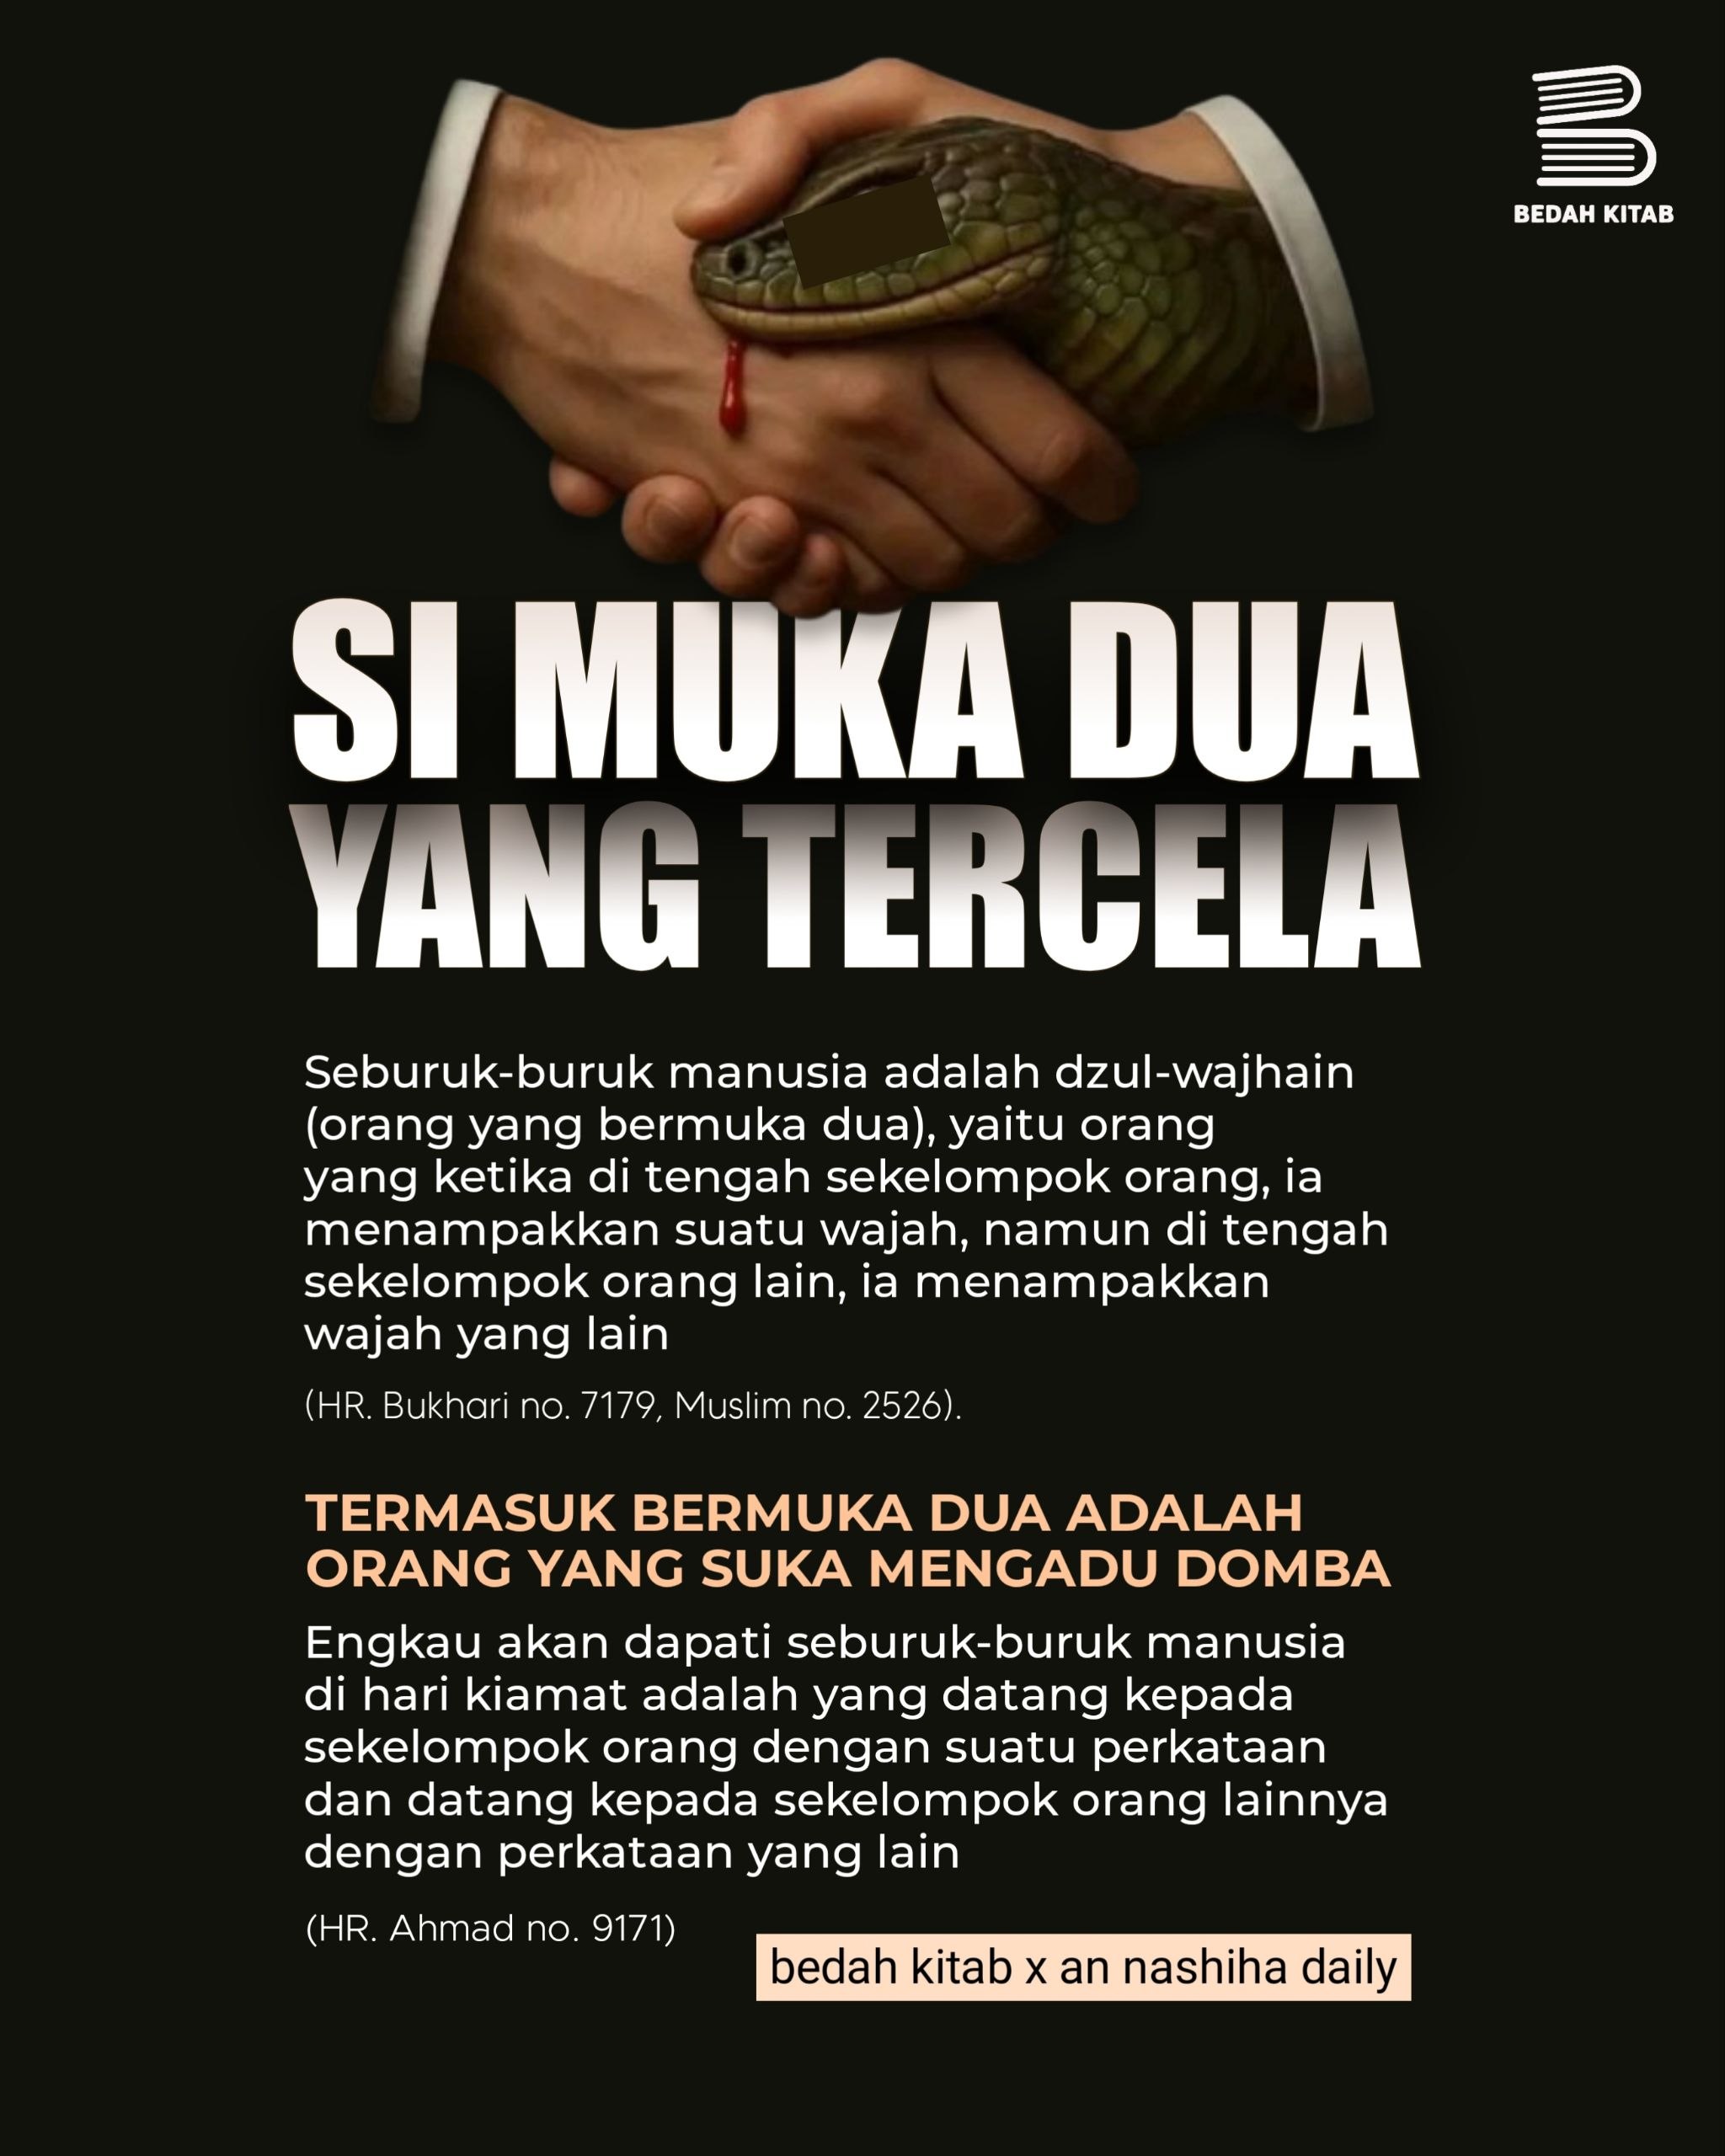 BEDAH KITAB
SI MUKA DUA
YANG TERCELA
Seburuk-buruk manusia adalah dzul-wajhain
(orang yang bermuka dua), yaitu orang
yang ketika di tengah sekelompok orang, ia
menampakkan suatu wajah, namun di tengah
sekelompok orang lain, ia menampakkan
wajah yang lain
(HR. Bukhari no. 7179, Muslim no. 2526).
TERMASUK BERMUKA DUA ADALAH
ORANG YANG SUKA MENGADU DOMBA
Engkau akan dapati seburuk-buruk manusia
di hari kiamat adalah yang datang kepada
sekelompok orang dengan suatu perkataan
dan datang kepada sekelompok orang lainnya
dengan perkataan yang lain
(HR. Ahmad no. 9171)
bedah kitab x an nashiha daily